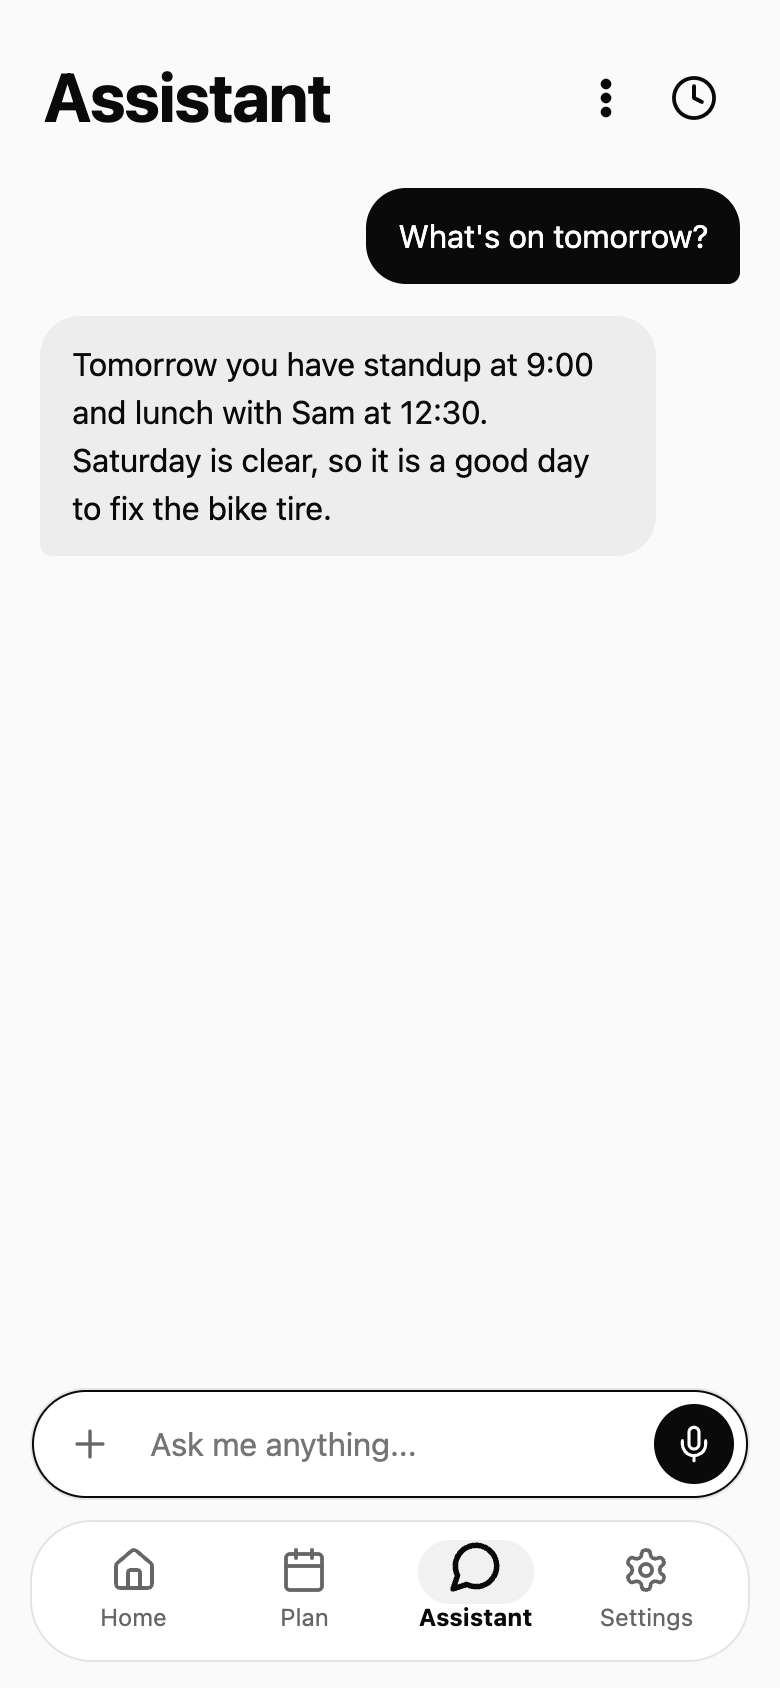 Assistant
What's on tomorrow?
Tomorrow you have standup at 9:00
and lunch with Sam at 12:30.
Saturday is clear, so it is a good day
to fix the bike tire.
Ask me anything...
Home
Plan
Assistant
Settings